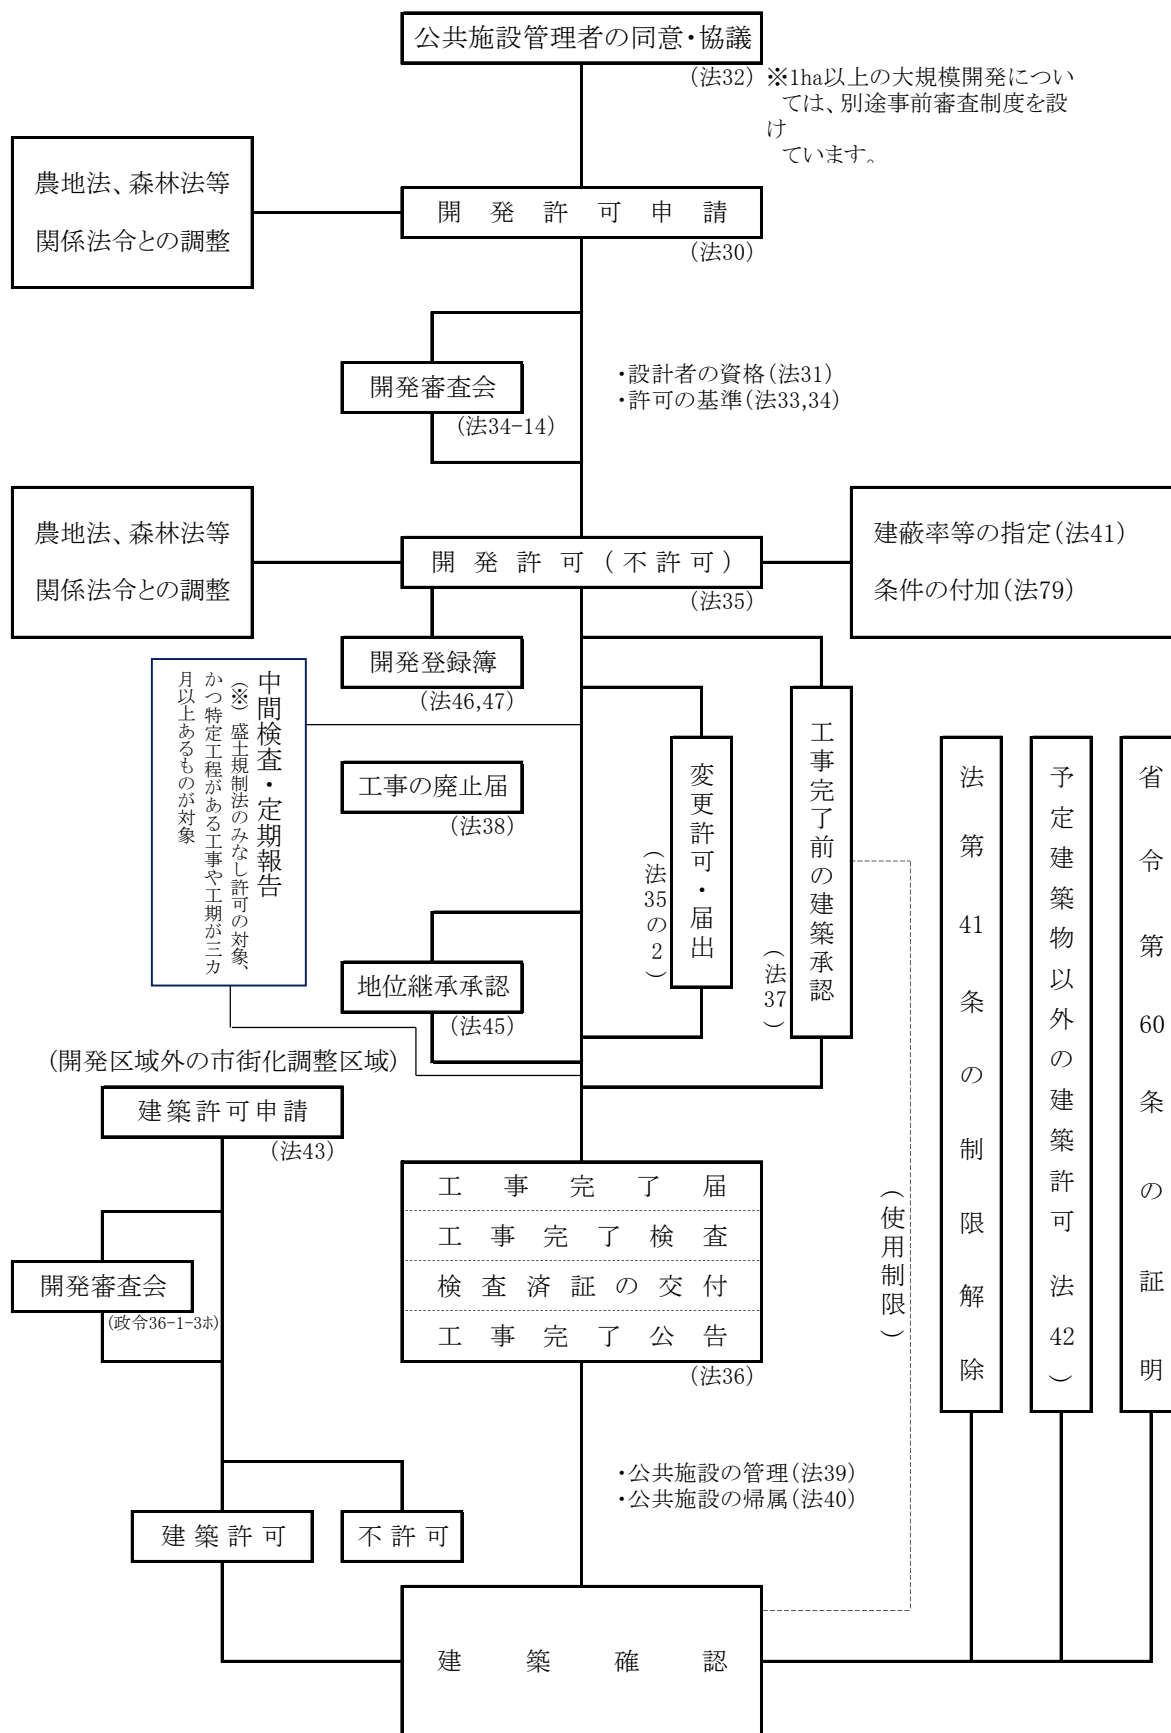 公共施設管理者の同意・協議
(法32)
※1ha以上の大規模開発につい
ては、別途事前審査制度を設
け
ています。
農地法、森林法等
関係法令との調整
開発許可申請
(法30)
開発審査会
(法34-14)
・設計者の資格(法31)
・許可の基準(法33,34)
農地法、森林法等
関係法令との調整
開発許可(不許可)
(法35)
建蔽率等の指定(法41)
条件の付加(法79)
開発登録簿
(法46,47)
中間検査・定期報告
(※)盛土規制法のみなし許可の対象、
かつ特定工程がある工事や工期が三カ
月以上あるものが対象
工事の廃止届
(法38)
変更許可・届出
(法35の2)
工事完了前の建築承認
(法37)
法第41条の制限解除
予定建築物以外の建築許可(法42)
省令第60条の証明
地位継承承認
(法45)
(開発区域外の市街化調整区域)
建築許可申請
(法43)
工事完了届
工事完了検査
検査済証の交付
工事完了公告
(法36)
(使用制限)
開発審査会
(政令36-1-3ホ)
・公共施設の管理(法39)
・公共施設の帰属(法40)
建築許可
不許可
建築確認